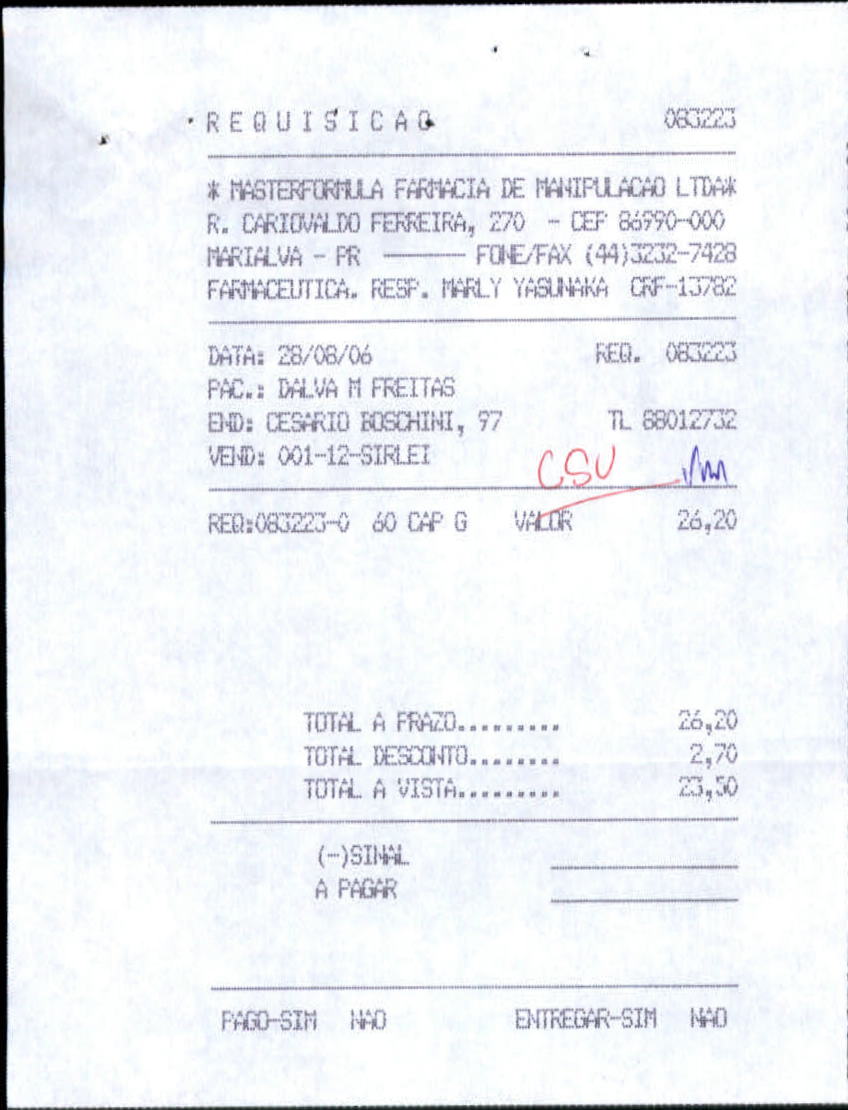 REQUISICAO 083223
* MASTERFORMULA FARMACIA DE MANIPULACAO LTDA*
R. CARIOVALDO FERREIRA, 270 - CEP 86990-000
MARIALVA - PR ———— FONE/FAX (44)3232-7428
FARMACEUTICA. RESP. MARLY YASUNAKA CRF-13782
DATA: 28/08/06 REQ. 083223
PAC.: DALVA M FREITAS
END: CESARIO BOSCHINI, 97 TL 88012732
VEND: 001-12-SIRLEI
CSU
REQ:083223-0 60 CAP G VALOR 26,20
TOTAL A PRAZO......... 26,20
TOTAL DESCONTO........ 2,70
TOTAL A VISTA......... 23,50
(-)SINAL
A PAGAR
PAGO-SIM NAO ENTREGAR-SIM NAO